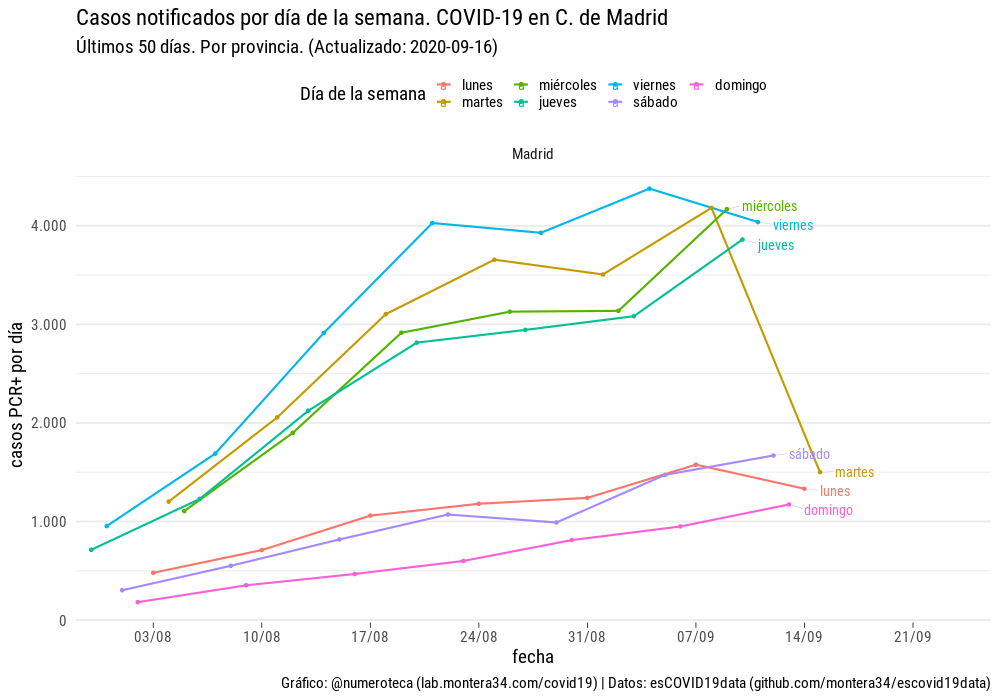 Casos notificados por día de la semana. COVID-19 en C. de Madrid
Últimos 50 días. Por provincia. (Actualizado: 2020-09-16)
Día de la semana
lunes miércoles viernes domingo
martes jueves sábado
Madrid
casos PCR+ por día
4.000
3.000
2.000
1.000
0
miércoles
viernes
jueves
sábado
martes
lunes
domingo
03/08 10/08 17/08 24/08 31/08 07/09 14/09 21/09
fecha
Gráfico: @numeroteca (lab.montera34.com/covid19) | Datos: esCOVID19data (github.com/montera34/escovid19data)